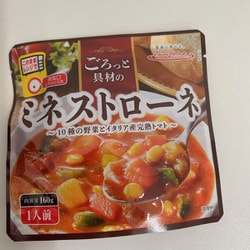 ごろっと
具材の
ミネストローネ
〜10種の野菜とイタリア産完熟トマト〜
内容量160g
1人前